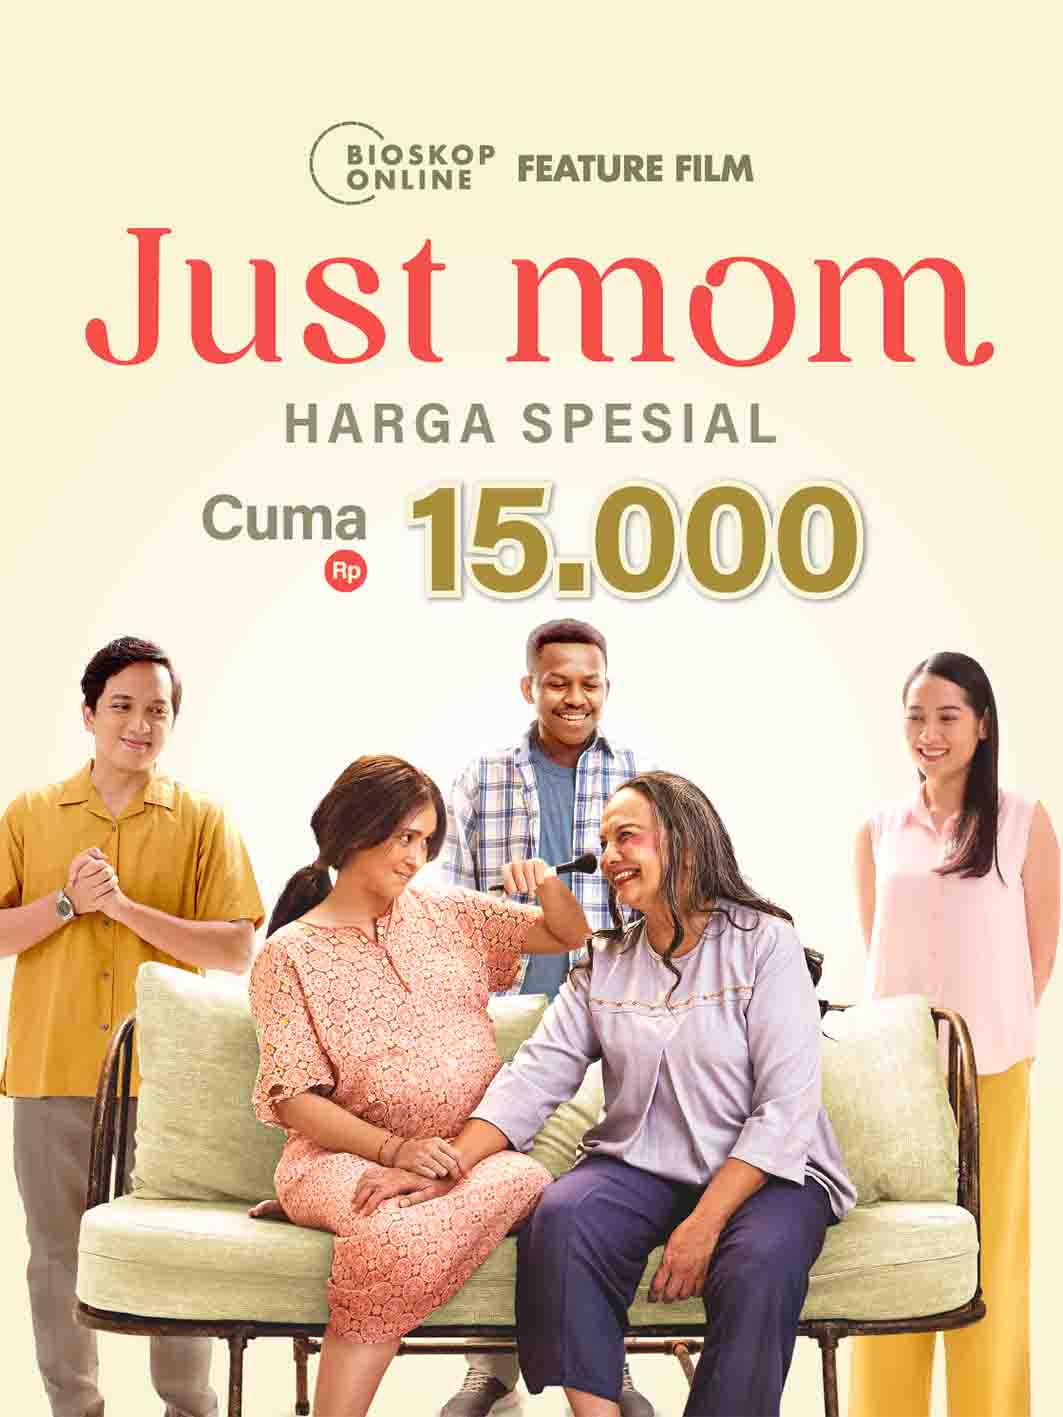 BIOSKOP
ONLINE
FEATURE FILM
Just mom
HARGA SPESIAL
Cuma
Rp
15.000